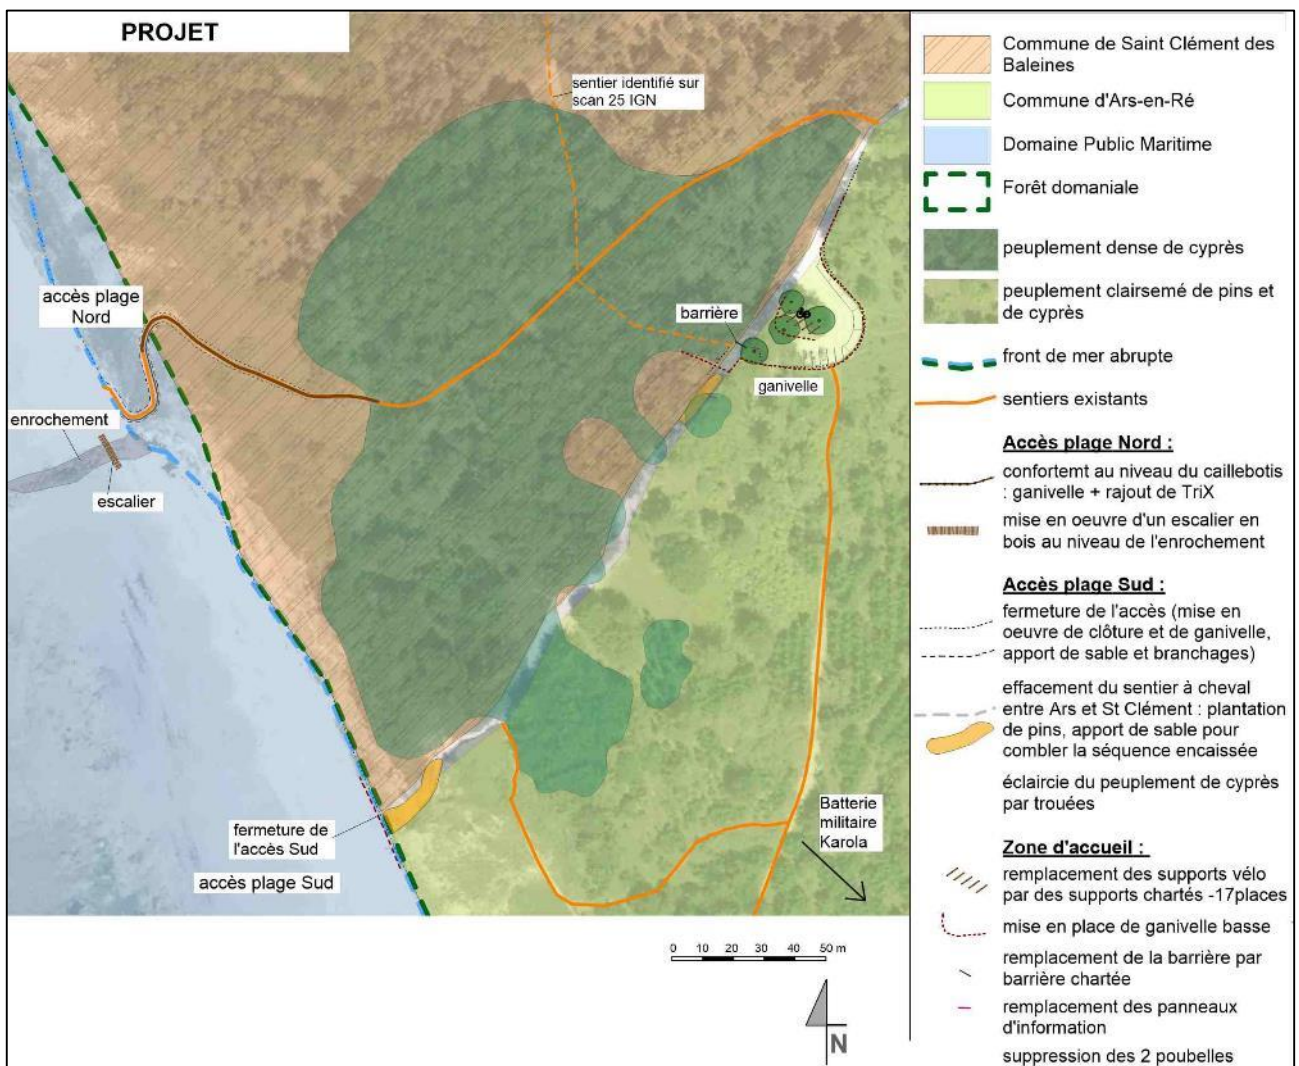 PROJET
sentier identifié sur
scan 25 IGN
accès plage
Nord
barrière
ganivelle
enrochement
escalier
fermeture de
l'accès Sud
accès plage Sud
Batterie
militaire
Karola
0 10 20 30 40 50 m
N
Commune de Saint Clément des
Baleines
Commune d'Ars-en-Ré
Domaine Public Maritime
Forêt domaniale
peuplement dense de cyprès
peuplement clairsemé de pins et
de cyprès
front de mer abrupte
sentiers existants
Accès plage Nord :
confortemt au niveau du caillebotis
: ganivelle + rajout de TriX
mise en oeuvre d'un escalier en
bois au niveau de l'enrochement
Accès plage Sud :
fermeture de l'accès (mise en
oeuvre de clôture et de ganivelle,
apport de sable et branchages)
effacement du sentier à cheval
entre Ars et St Clément : plantation
de pins, apport de sable pour
combler la séquence encaissée
éclaircie du peuplement de cyprès
par trouées
Zone d'accueil :
remplacement des supports vélo
par des supports chartés -17places
mise en place de ganivelle basse
remplacement de la barrière par
barrière chartée
remplacement des panneaux
d'information
suppression des 2 poubelles